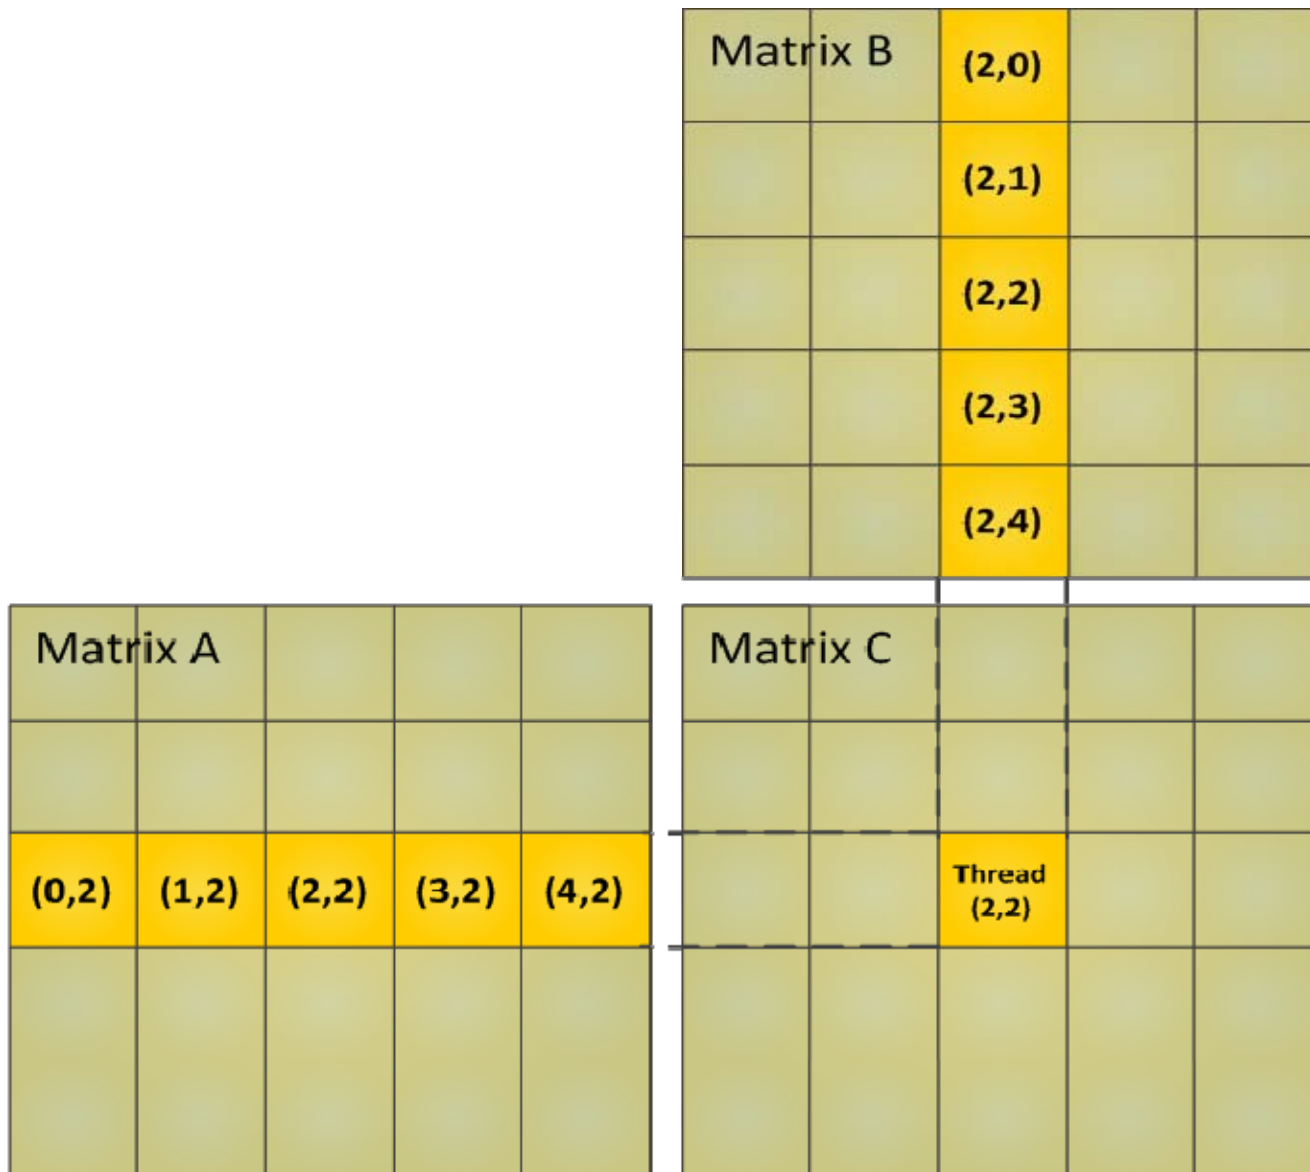 Matrix B
(2,0)
(2,1)
(2,2)
(2,3)
(2,4)
Matrix A
Matrix C
(0,2) (1,2) (2,2) (3,2) (4,2)
Thread
(2,2)